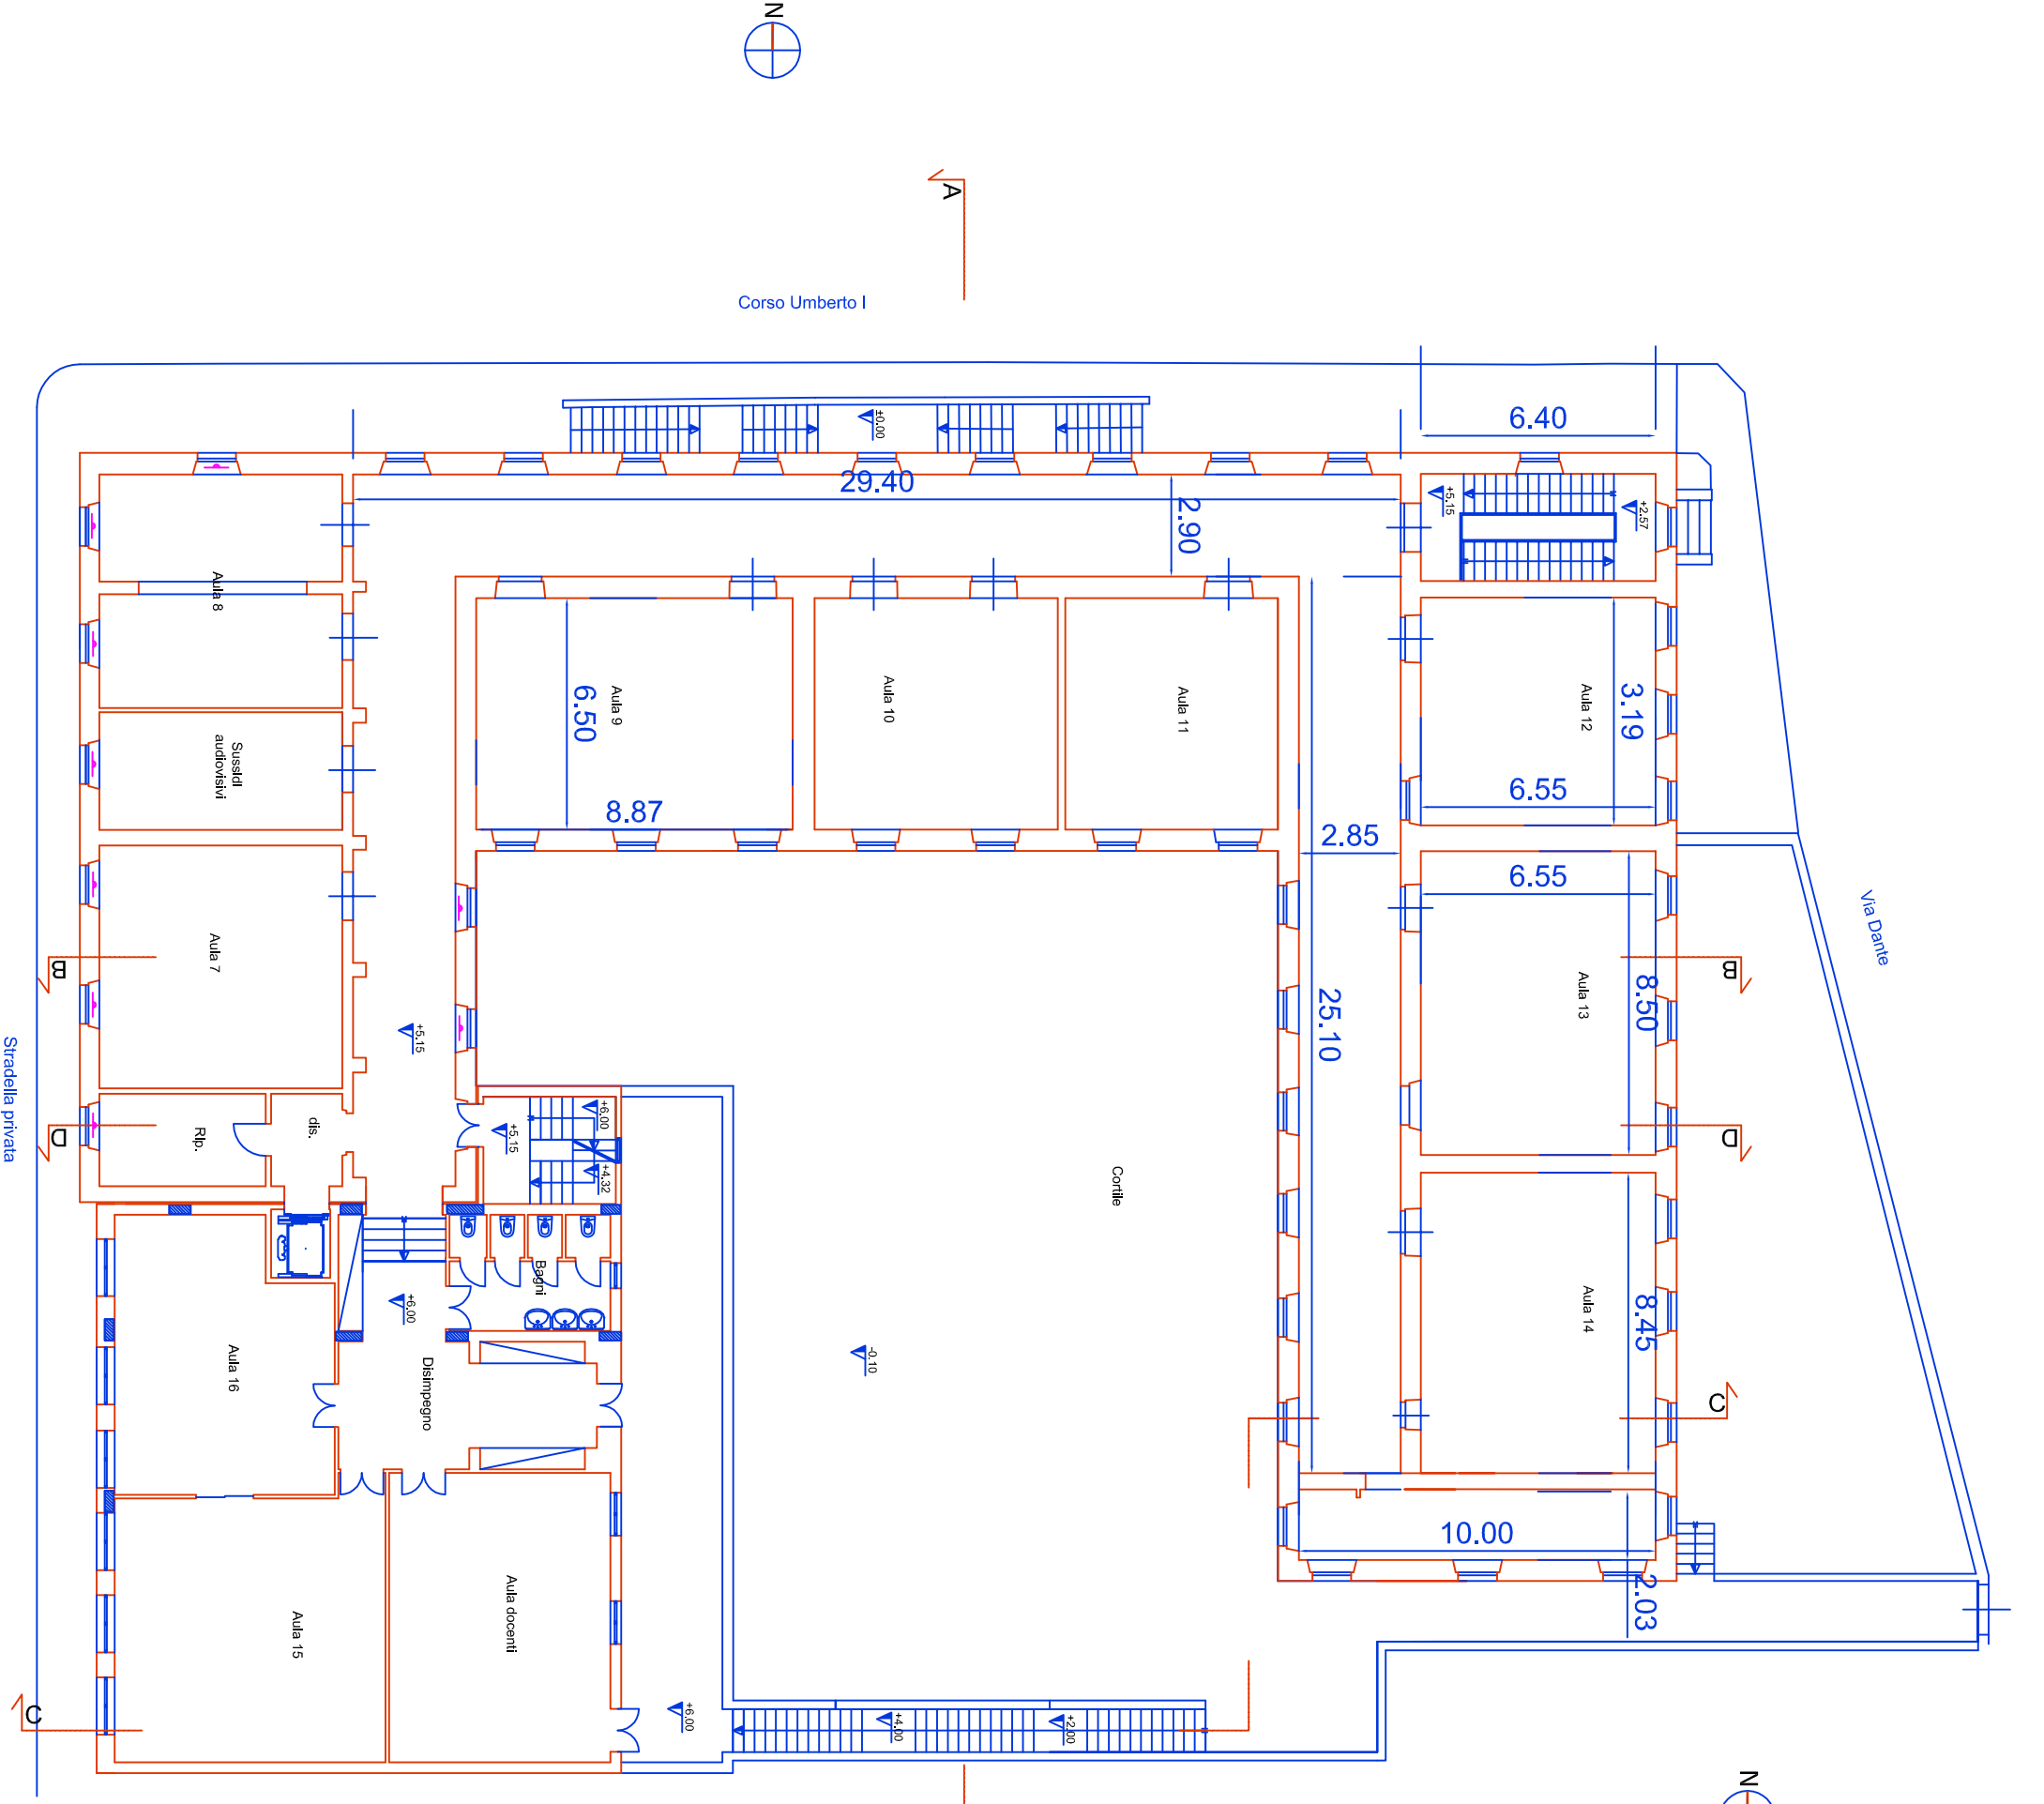 N
A
Corso Umberto I
6.40
±0.00
29.40
2.90
+5.15
+2.57
Aula 8
Aula 9
6.50
8.87
Aula 10
Aula 11
Aula 12
3.19
6.55
Sussidi
audiovisivi
2.85
6.55
Via Dante
Aula 7
B
B
Aula 13
8.50
25.10
+5.15
Stradella privata
D
D
Rip.
dis.
+6.00
+5.15
+4.32
Cortile
Bagni
+6.00
Aula 14
8.45
Aula 16
Disimpegno
-0.10
C
10.00
2.03
Aula 15
Aula docenti
C
+6.00
+4.00
+2.00
N